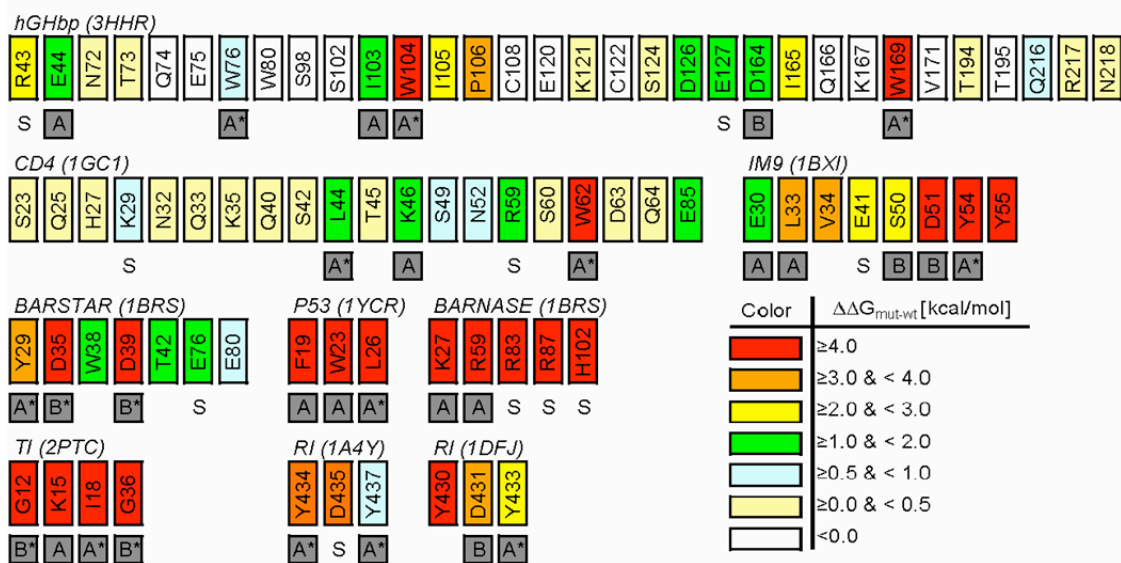 hGHbp (3HHR)
R43 E44 N72 T73 Q74 E75 W76 W80 S98 S102 I103 W104 I105 P106 C108 E120 K121 C122 S124 D126 E127 D164 I165 Q166 K167 W169 V171 T194 T195 Q216 R217 N218
S A A* A A* S B A*
CD4 (1GC1) IM9 (1BXI)
S23 Q25 H27 K29 N32 Q33 K35 Q40 S42 L44 T45 K46 S49 N52 R59 S60 W62 D63 Q64 E85 E30 L33 V34 E41 S50 D51 Y54 Y55
S A* A S A* A A S B B A*
BARSTAR (1BRS) P53 (1YCR) BARNASE (1BRS)
Y29 D35 W38 D39 T42 E76 E80 F19 W23 L26 K27 R59 R83 R87 H102
A* B* B* S A A A* A A S S S
TI (2PTC) RI (1A4Y) RI (1DFJ)
G12 K15 I18 G36 Y434 D435 Y437 Y430 D431 Y433
B* A A* B* A* S A* B A*
Color ΔΔGmut-wt [kcal/mol]
≥4.0
≥3.0 & < 4.0
≥2.0 & < 3.0
≥1.0 & < 2.0
≥0.5 & < 1.0
≥0.0 & < 0.5
<0.0